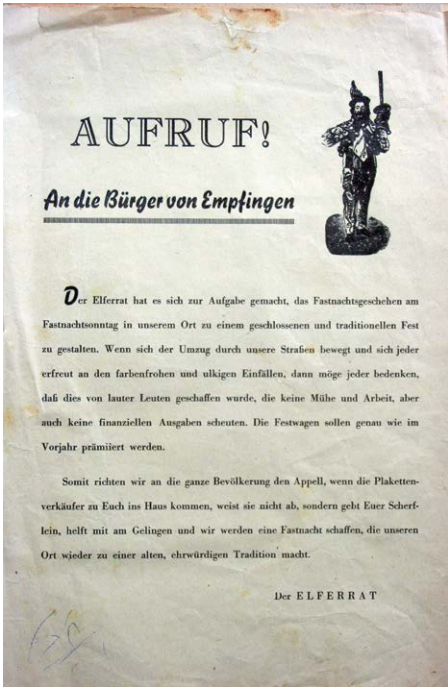 AUFRUF!
An die Bürger von Empfingen
Der Elferrat hat es sich zur Aufgabe gemacht, das Fastnachtsgeschehen am
Fastnachtsonntag in unserem Ort zu einem geschlossenen und traditionellen Fest
zu gestalten. Wenn sich der Umzug durch unsere Straßen bewegt und sich jeder
erfreut an den farbenfrohen und ulkigen Einfällen, dann möge jeder bedenken,
daß dies von lauter Leuten geschaffen wurde, die keine Mühe und Arbeit, aber
auch keine finanziellen Ausgaben scheuten. Die Festwagen sollen genau wie im
Vorjahr prämiiert werden.
Somit richten wir an die ganze Bevölkerung den Appell, wenn die Plaketten-
verkäufer zu Euch ins Haus kommen, weist sie nicht ab, sondern gebt Euer Scherf-
lein, helft mit am Gelingen und wir werden eine Fastnacht schaffen, die unseren
Ort wieder zu einer alten, ehrwürdigen Tradition macht.
Der ELFERRAT